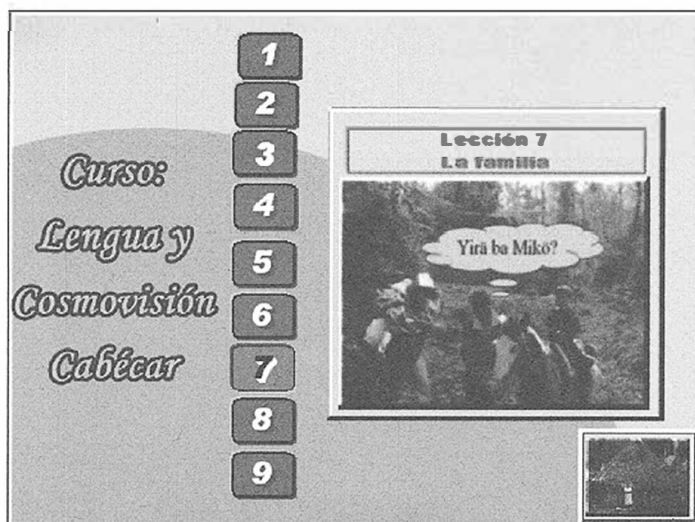 Curso:
Lengua y
Cosmovisión
Cabécar
1
2
3
4
5
6
7
8
9
Lección 7
La familia
Yirä ba Mikö?